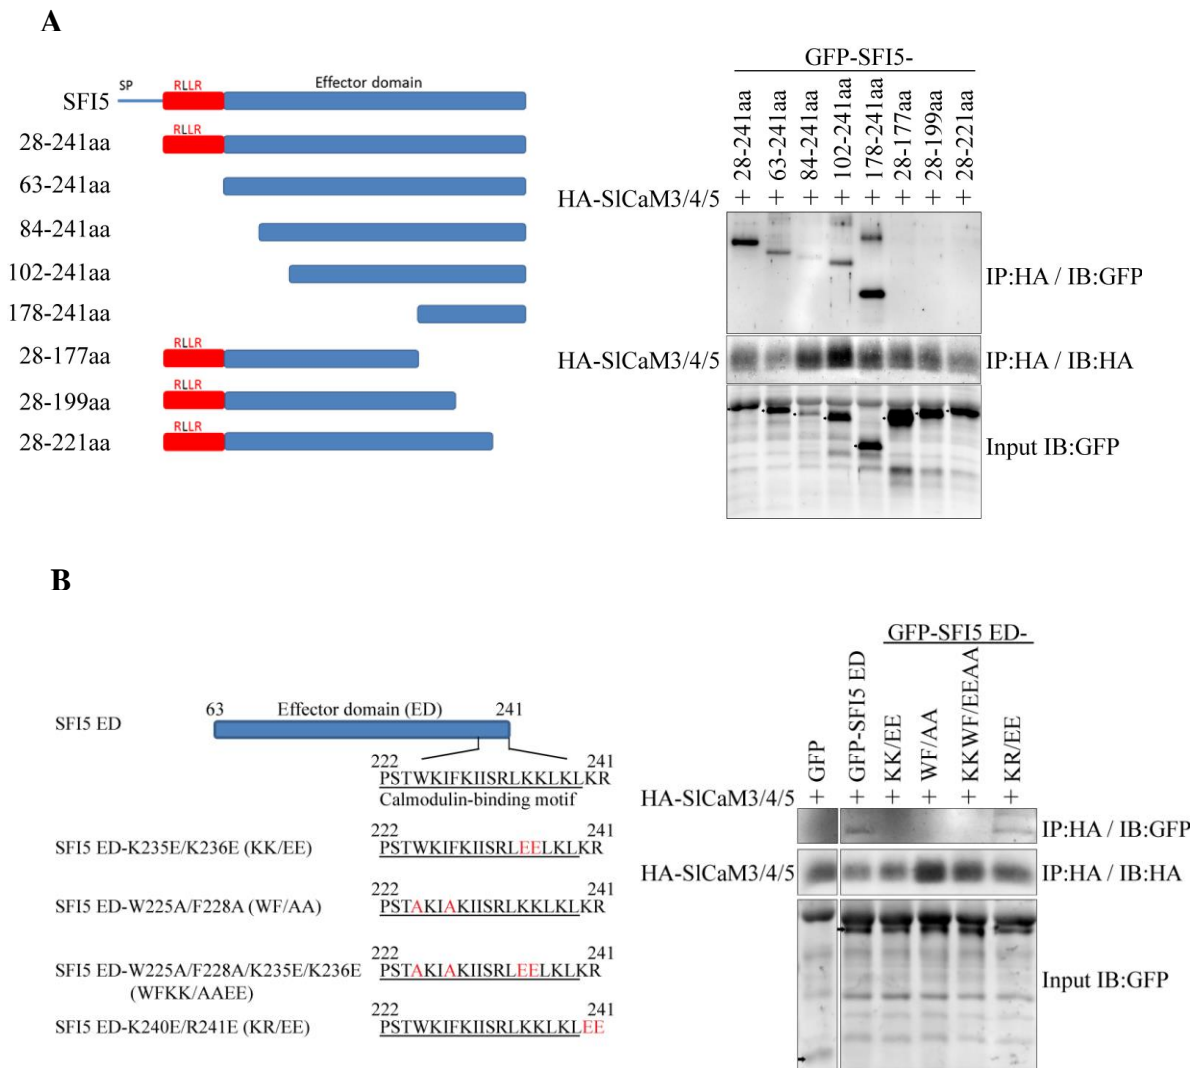 A
SP
RLLR
Effector domain
SFI5
RLLR
28-241aa
63-241aa
84-241aa
102-241aa
178-241aa
RLLR
28-177aa
RLLR
28-199aa
RLLR
28-221aa
GFP-SFI5-
28-241aa
63-241aa
84-241aa
102-241aa
178-241aa
28-177aa
28-199aa
28-221aa
HA-SlCaM3/4/5 + + + + + + + +
IP:HA / IB:GFP
HA-SlCaM3/4/5
IP:HA / IB:HA
Input IB:GFP
B
63 Effector domain (ED) 241
SFI5 ED
222 241
PSTWKIFKIISRLKKLKLKR
Calmodulin-binding motif
222 241
SFI5 ED-K235E/K236E (KK/EE) PSTWKIFKIISRLEELKLKR
222 241
SFI5 ED-W225A/F228A (WF/AA) PSTAKIAKIISRLKKLKLKR
222 241
SFI5 ED-W225A/F228A/K235E/K236E PSTAKIAKIISRLEELKLKR
(WFKK/AAEE)
222 241
SFI5 ED-K240E/R241E (KR/EE) PSTWKIFKIISRLKKLKLEE
GFP-SFI5 ED-
GFP
GFP-SFI5 ED
KK/EE
WF/AA
KKWF/EEAA
KR/EE
HA-SlCaM3/4/5 + + + + + +
IP:HA / IB:GFP
HA-SlCaM3/4/5
IP:HA / IB:HA
Input IB:GFP